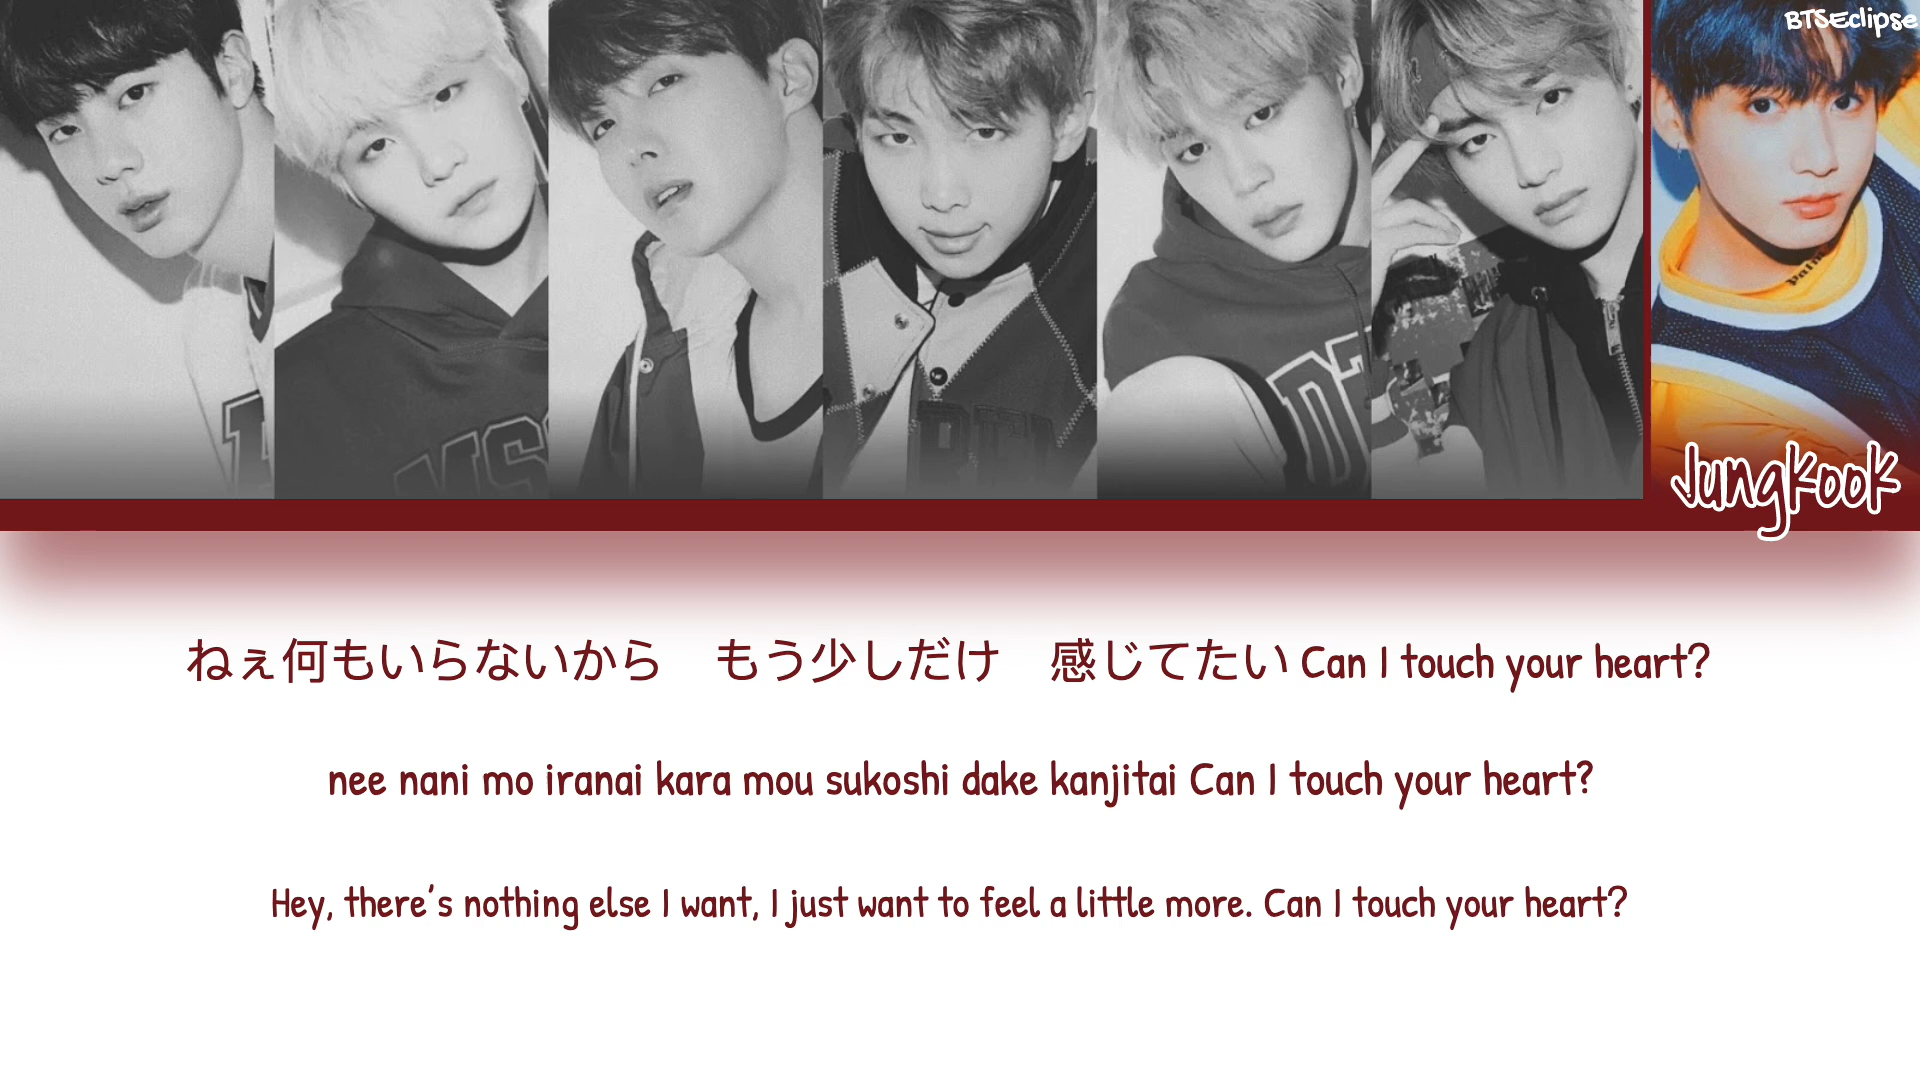 BTSEclipse
Jungkook
ねぇ何もいらないから　もう少しだけ　感じてたい Can I touch your heart?
nee nani mo iranai kara mou sukoshi dake kanjitai Can I touch your heart?
Hey, there's nothing else I want, I just want to feel a little more. Can I touch your heart?